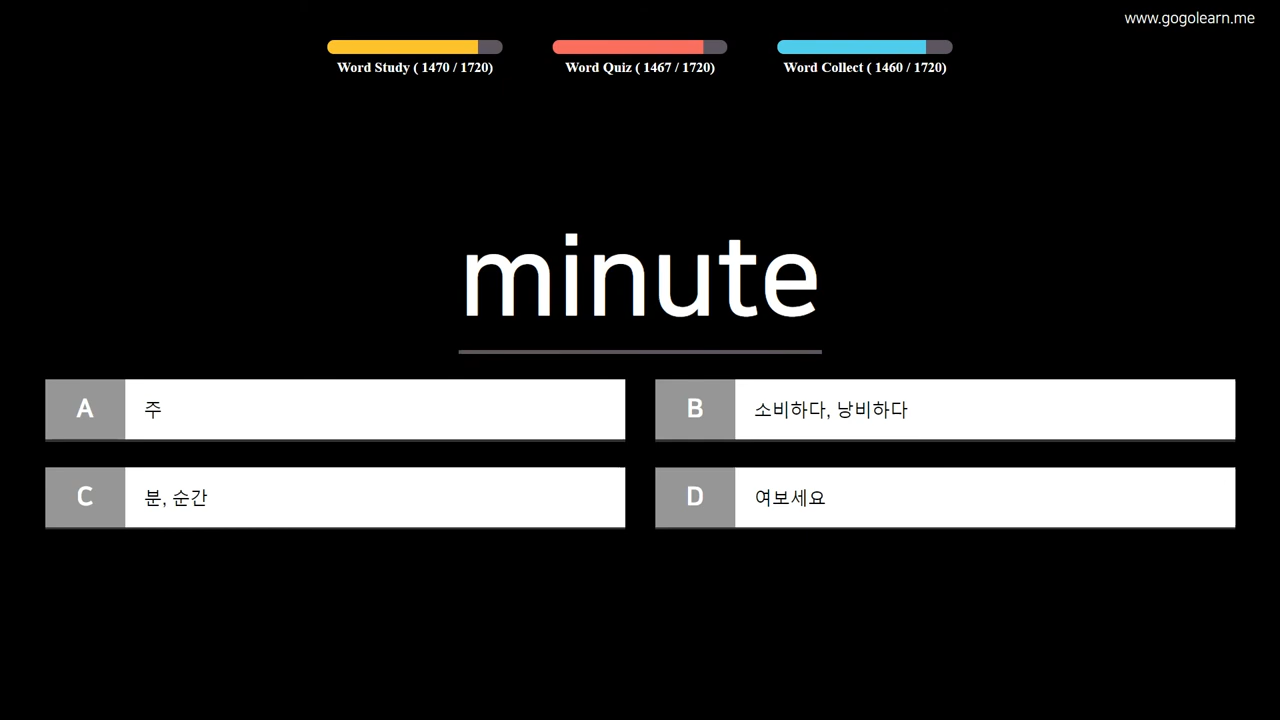 www.gogolearn.me
Word Study ( 1470 / 1720)
Word Quiz ( 1467 / 1720)
Word Collect ( 1460 / 1720)
minute
A 주
B 소비하다, 낭비하다
C 분, 순간
D 여보세요